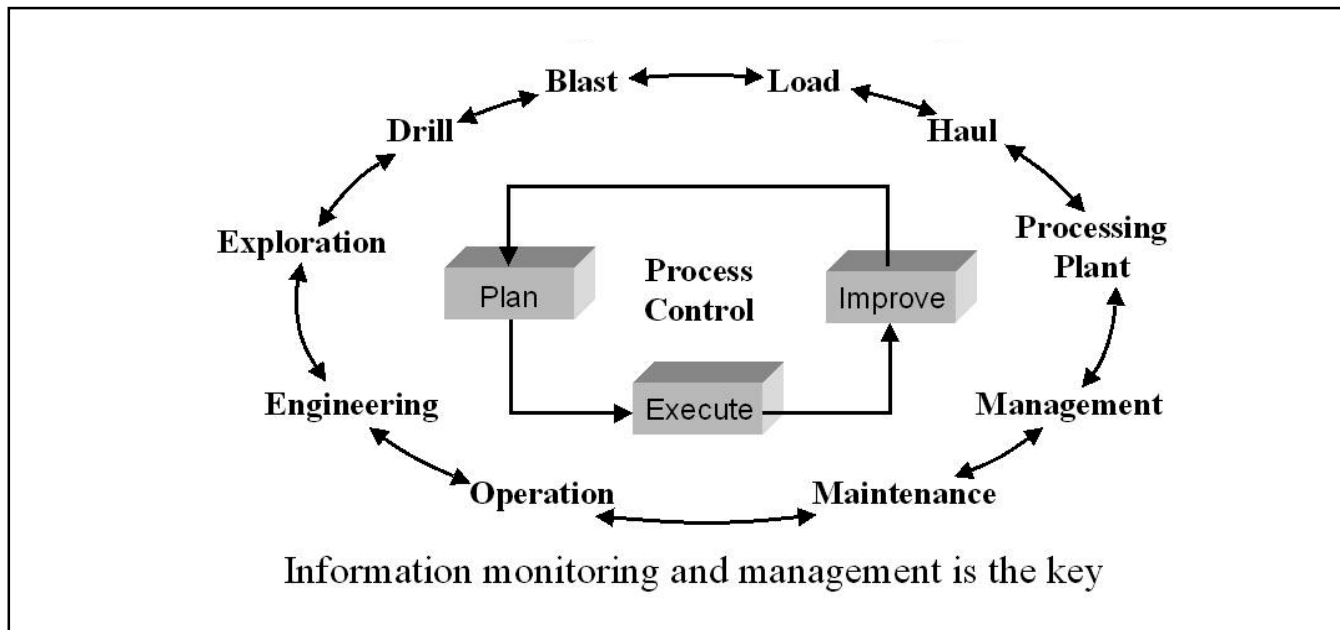 Blast
Load
Drill
Haul
Exploration
Processing
Plant
Process
Control
Plan
Improve
Execute
Engineering
Management
Operation
Maintenance
Information monitoring and management is the key